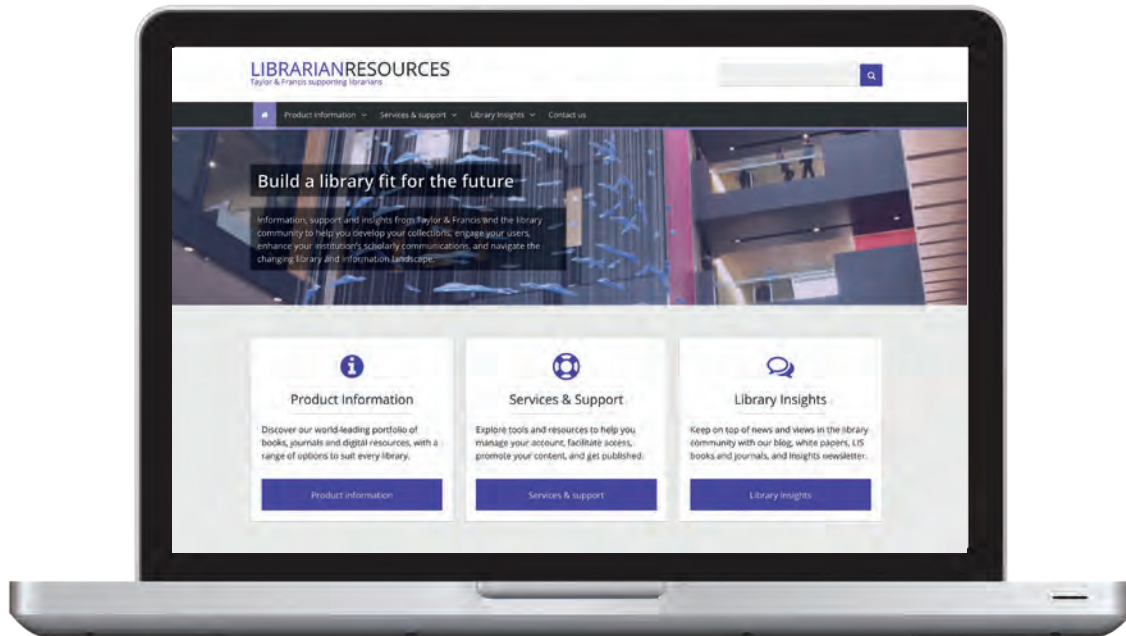 LIBRARIANRESOURCES
Taylor & Francis supporting librarians
Product information
Services & support
Library Insights
Contact us
Build a library fit for the future
Information, support and insights from Taylor & Francis and the library
community to help you develop your collections, engage your users,
enhance your institution's scholarly communications, and navigate the
changing library and information landscape.
Product Information
Discover our world-leading portfolio of
books, journals and digital resources, with a
range of options to suit every library.
Product information
Services & Support
Explore tools and resources to help you
manage your account, facilitate access,
promote your content, and get published.
Services & support
Library Insights
Keep on top of news and views in the library
community with our blog, white papers, LIS
books and journals, and Insights newsletter.
Library Insights